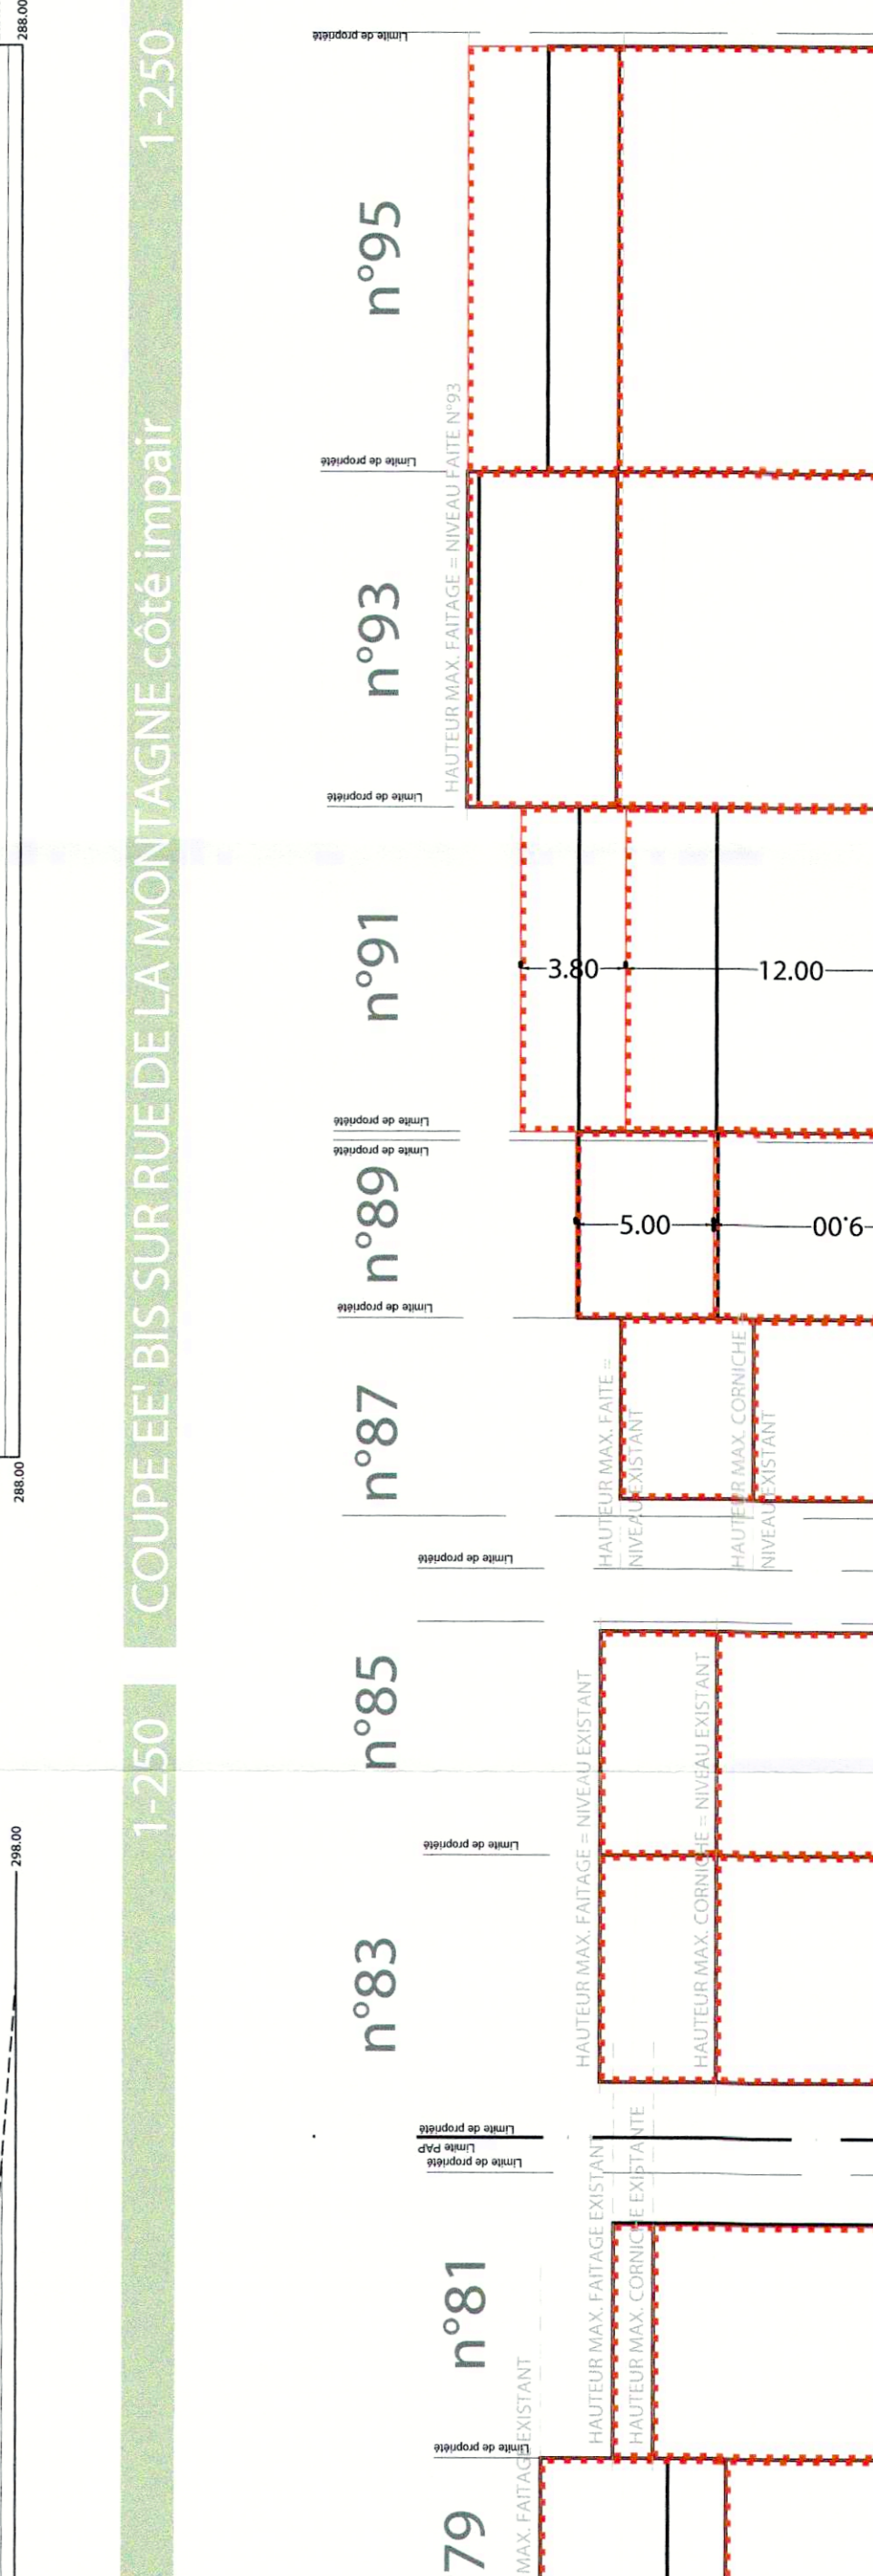 288.00
288.00
298.00
COUPE EE' BIS SUR RUE DE LA MONTAGNE côté impair 1-250
1-250
79
n°81
n°83
n°85
n°87
n°89
n°91
n°93
n°95
Limite de propriété
Limite de propriété
Limite PAP
Limite de propriété
Limite de propriété
Limite de propriété
Limite de propriété
Limite de propriété
Limite de propriété
Limite de propriété
Limite de propriété
Limite de propriété
MAX. FAITAGE EXISTANT
HAUTEUR MAX. FAITAGE EXISTANT
HAUTEUR MAX. CORNICHE EXISTANTE
HAUTEUR MAX. FAITAGE = NIVEAU EXISTANT
HAUTEUR MAX. CORNICHE = NIVEAU EXISTANT
HAUTEUR MAX. FAITE =
NIVEAU EXISTANT
HAUTEUR MAX. CORNICHE
NIVEAU EXISTANT
HAUTEUR MAX. FAITAGE = NIVEAU FAITE N°93
5.00
9.00
3.80
12.00